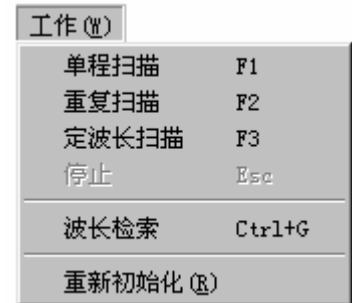 工作(W)
单程扫描 F1
重复扫描 F2
定波长扫描 F3
停止 Esc
波长检索 Ctrl+G
重新初始化(R)